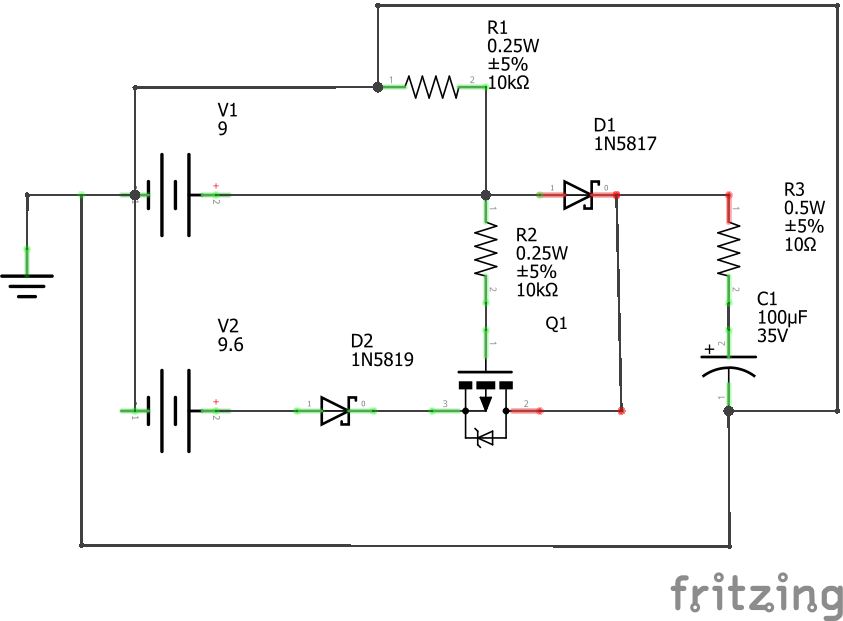 R1
0.25W
±5%
10kΩ
1
2
V1
9
+
1
2
D1
1N5817
1
0
R3
0.5W
±5%
10Ω
1
2
R2
0.25W
±5%
10kΩ
1
2
C1
100µF
35V
+
2
1
V2
9.6
+
1
2
D2
1N5819
1
0
Q1
1
3
2
fritzing